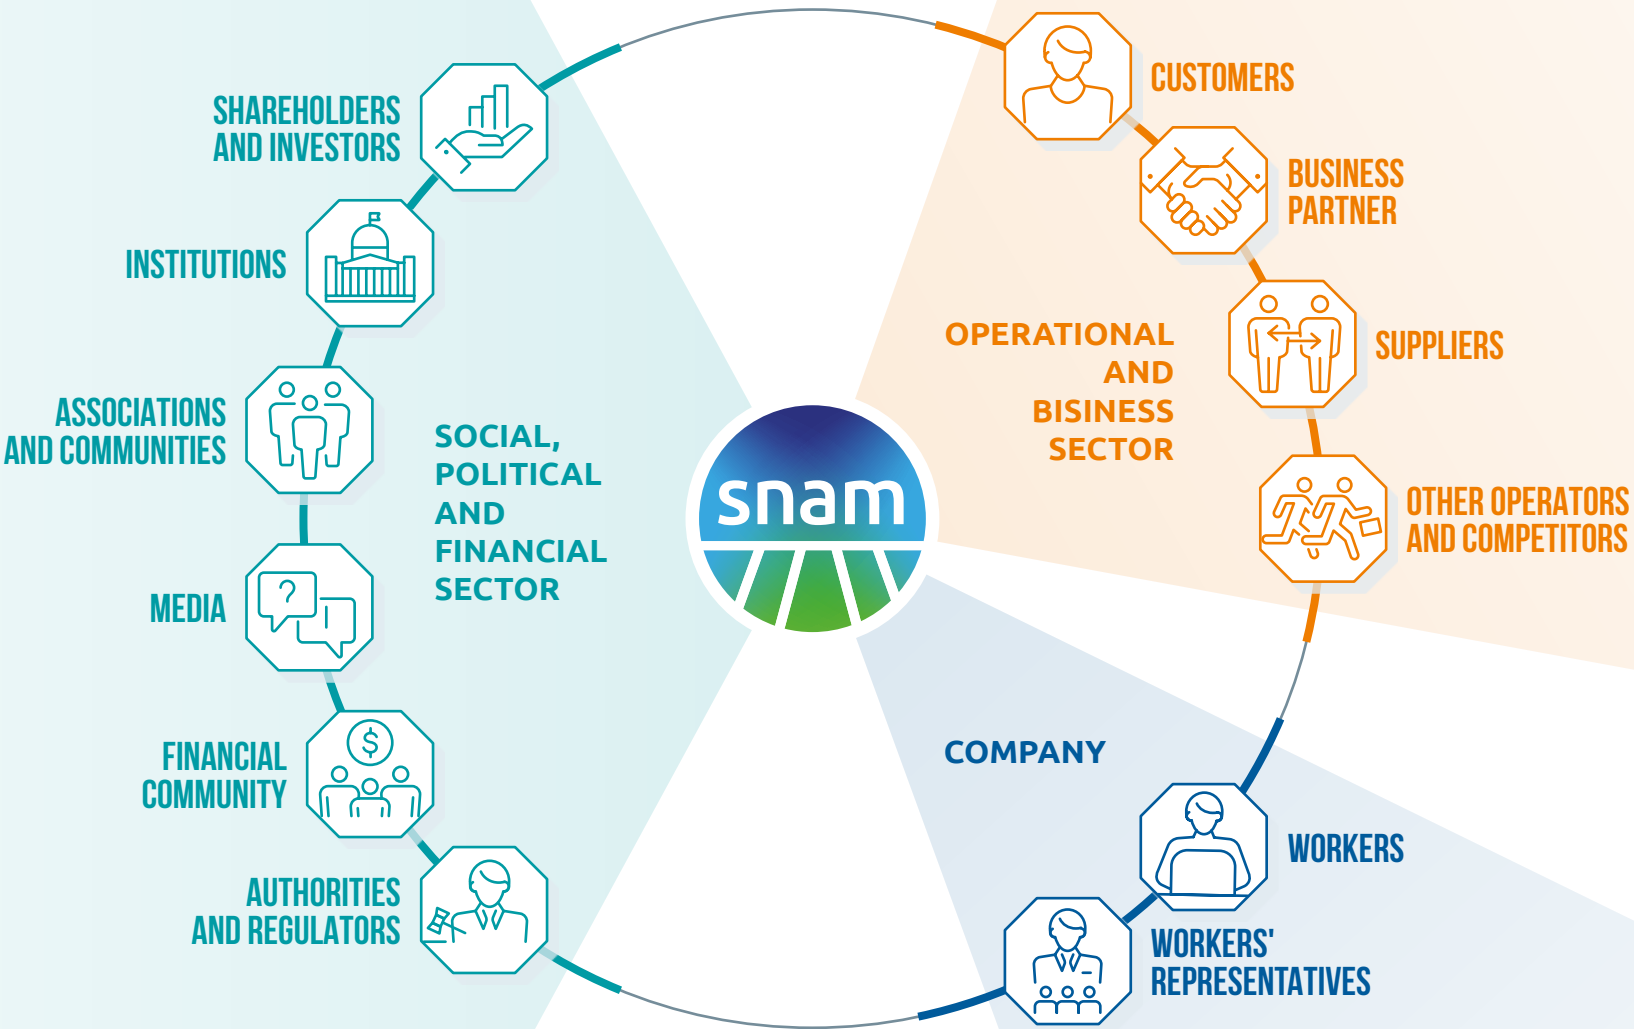 SHAREHOLDERS
AND INVESTORS
INSTITUTIONS
ASSOCIATIONS
AND COMMUNITIES
MEDIA
?
FINANCIAL
COMMUNITY
$
AUTHORITIES
AND REGULATORS
SOCIAL,
POLITICAL
AND
FINANCIAL
SECTOR
snam
CUSTOMERS
BUSINESS
PARTNER
SUPPLIERS
OTHER OPERATORS
AND COMPETITORS
OPERATIONAL
AND
BISINESS
SECTOR
COMPANY
WORKERS
WORKERS'
REPRESENTATIVES